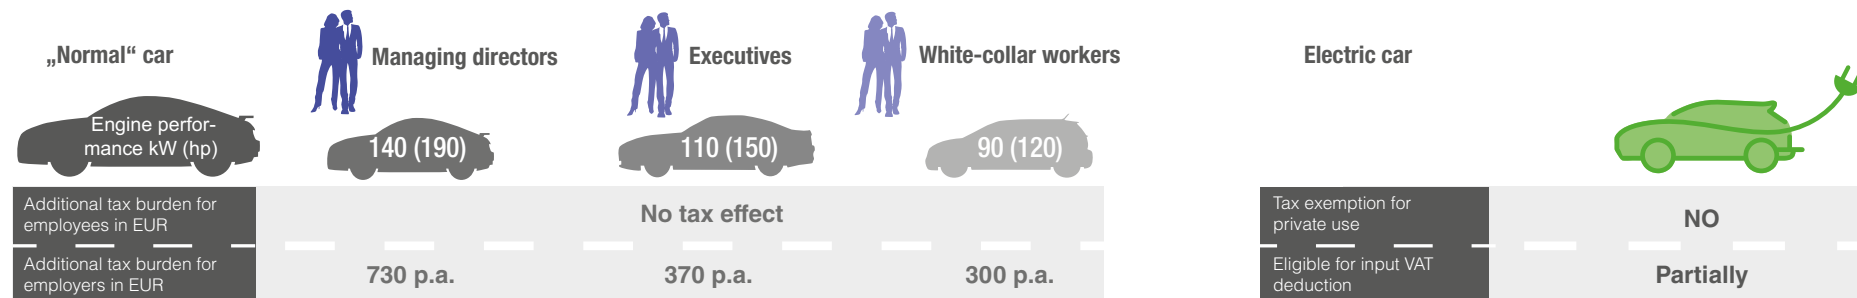 „Normal“ car
Managing directors
Executives
White-collar workers
Electric car
Engine perfor-
mance kW (hp)
140 (190)
110 (150)
90 (120)
Additional tax burden for
employees in EUR
No tax effect
Additional tax burden for
employers in EUR
730 p.a.
370 p.a.
300 p.a.
Tax exemption for
private use
NO
Eligible for input VAT
deduction
Partially